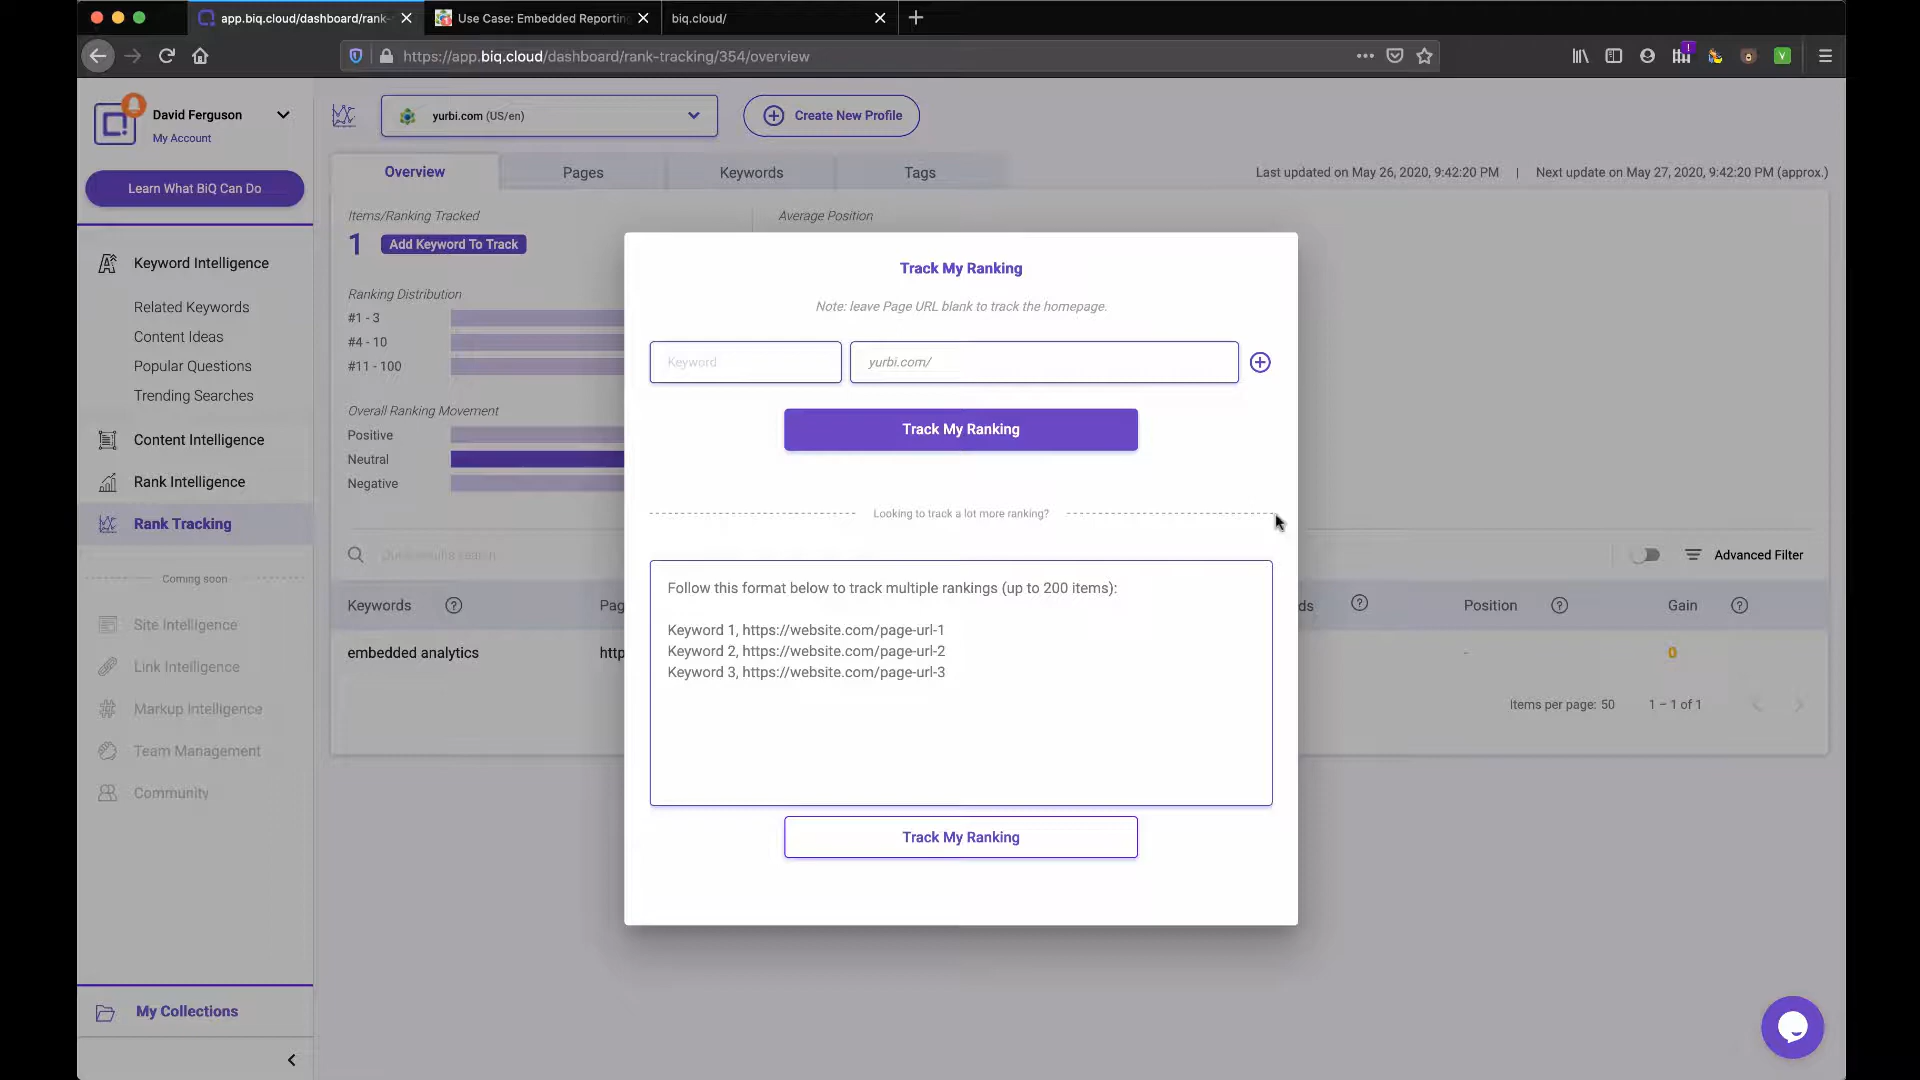 app.biq.cloud/dashboard/rank-
Use Case: Embedded Reporting
biq.cloud/
https://app.biq.cloud/dashboard/rank-tracking/354/overview
David Ferguson
My Account
yurbi.com (US/en)
Create New Profile
Learn What BiQ Can Do
Overview
Pages
Keywords
Tags
Last updated on May 26, 2020, 9:42:20 PM | Next update on May 27, 2020, 9:42:20 PM (approx.)
Items/Ranking Tracked
Average Position
1 Add Keyword To Track
Ranking Distribution
#1 - 3
#4 - 10
#11 - 100
Overall Ranking Movement
Positive
Neutral
Negative
Keyword Intelligence
Related Keywords
Content Ideas
Popular Questions
Trending Searches
Content Intelligence
Rank Intelligence
Rank Tracking
Coming soon
Site Intelligence
Link Intelligence
Markup Intelligence
Team Management
Community
My Collections
Track My Ranking
Note: leave Page URL blank to track the homepage.
Keyword
yurbi.com/
Track My Ranking
Looking to track a lot more ranking?
Follow this format below to track multiple rankings (up to 200 items):
Keyword 1, https://website.com/page-url-1
Keyword 2, https://website.com/page-url-2
Keyword 3, https://website.com/page-url-3
Track My Ranking
Quick results search
Advanced Filter
Keywords
Pag
ds
Position
Gain
embedded analytics
http
-
0
Items per page: 50
1 – 1 of 1